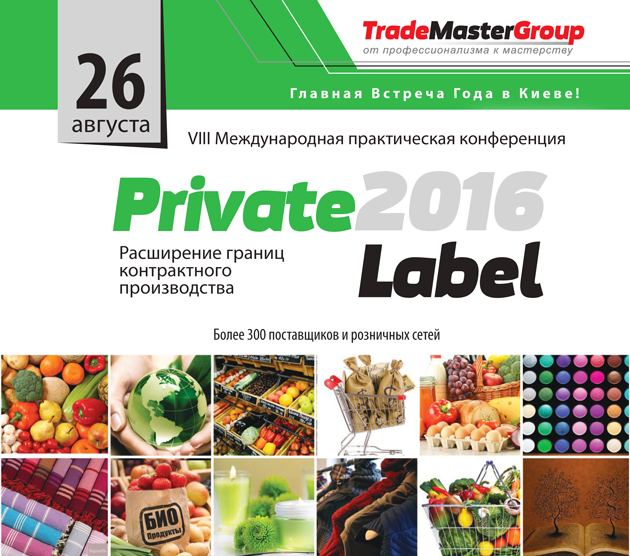 TradeMasterGroup
от профессионализма к мастерству
26
августа
Главная Встреча Года в Киеве!
VIII Международная практическая конференция
Private 2016
Label
Расширение границ
контрактного
производства
Более 300 поставщиков и розничных сетей
БИО
Продукты